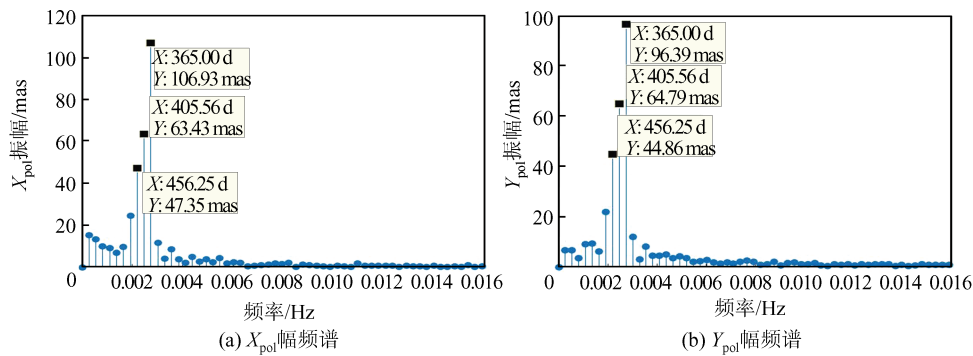 120
100
80
60
40
20
0
X_pol振幅/mas
X: 365.00 d
Y: 106.93 mas
X: 405.56 d
Y: 63.43 mas
X: 456.25 d
Y: 47.35 mas
0.002 0.004 0.006 0.008 0.010 0.012 0.014 0.016
频率/Hz
(a) X_pol幅频谱
100
80
60
40
20
0
Y_pol振幅/mas
X: 365.00 d
Y: 96.39 mas
X: 405.56 d
Y: 64.79 mas
X: 456.25 d
Y: 44.86 mas
0.002 0.004 0.006 0.008 0.010 0.012 0.014 0.016
频率/Hz
(b) Y_pol幅频谱